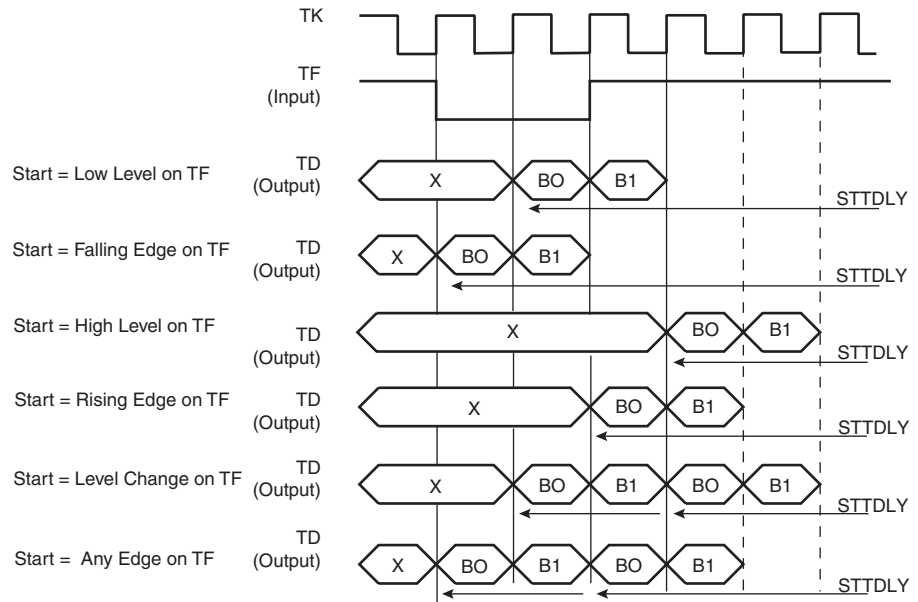 TK
TF
(Input)
Start = Low Level on TF
TD
(Output)
X
BO
B1
STTDLY
Start = Falling Edge on TF
TD
(Output)
X
BO
B1
STTDLY
Start = High Level on TF
TD
(Output)
X
BO
B1
STTDLY
Start = Rising Edge on TF
TD
(Output)
X
BO
B1
STTDLY
Start = Level Change on TF
TD
(Output)
X
BO
B1
BO
B1
STTDLY
Start = Any Edge on TF
TD
(Output)
X
BO
B1
BO
B1
STTDLY